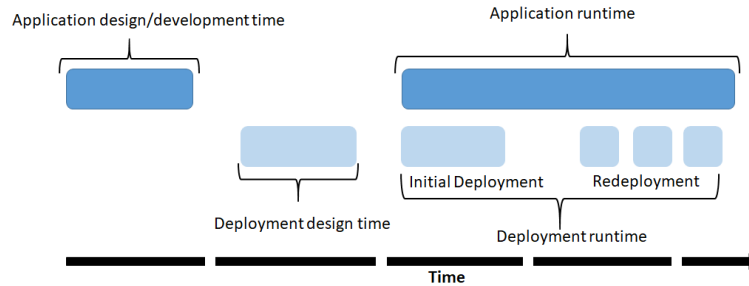 Application design/development time
Application runtime
Initial Deployment
Redeployment
Deployment design time
Deployment runtime
Time